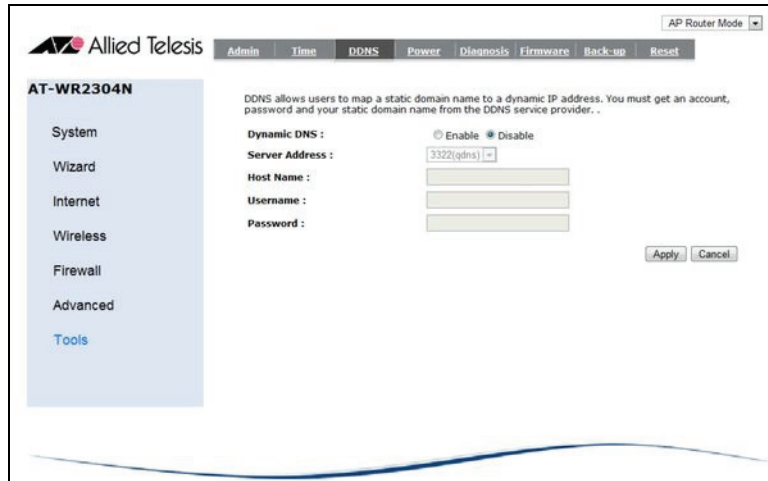 AP Router Mode
Allied Telesis
Admin Time DDNS Power Diagnosis Firmware Back-up Reset
AT-WR2304N
System
Wizard
Internet
Wireless
Firewall
Advanced
Tools
DDNS allows users to map a static domain name to a dynamic IP address. You must get an account,
password and your static domain name from the DDNS service provider. .
Dynamic DNS : Enable Disable
Server Address : 3322(qdns)
Host Name :
Username :
Password :
Apply Cancel